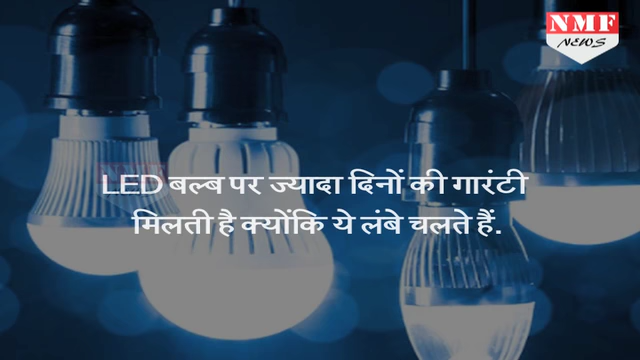 NMF
NEWS
LED बल्ब पर ज्यादा दिनों की गारंटी
मिलती है क्योंकि ये लंबे चलते हैं.